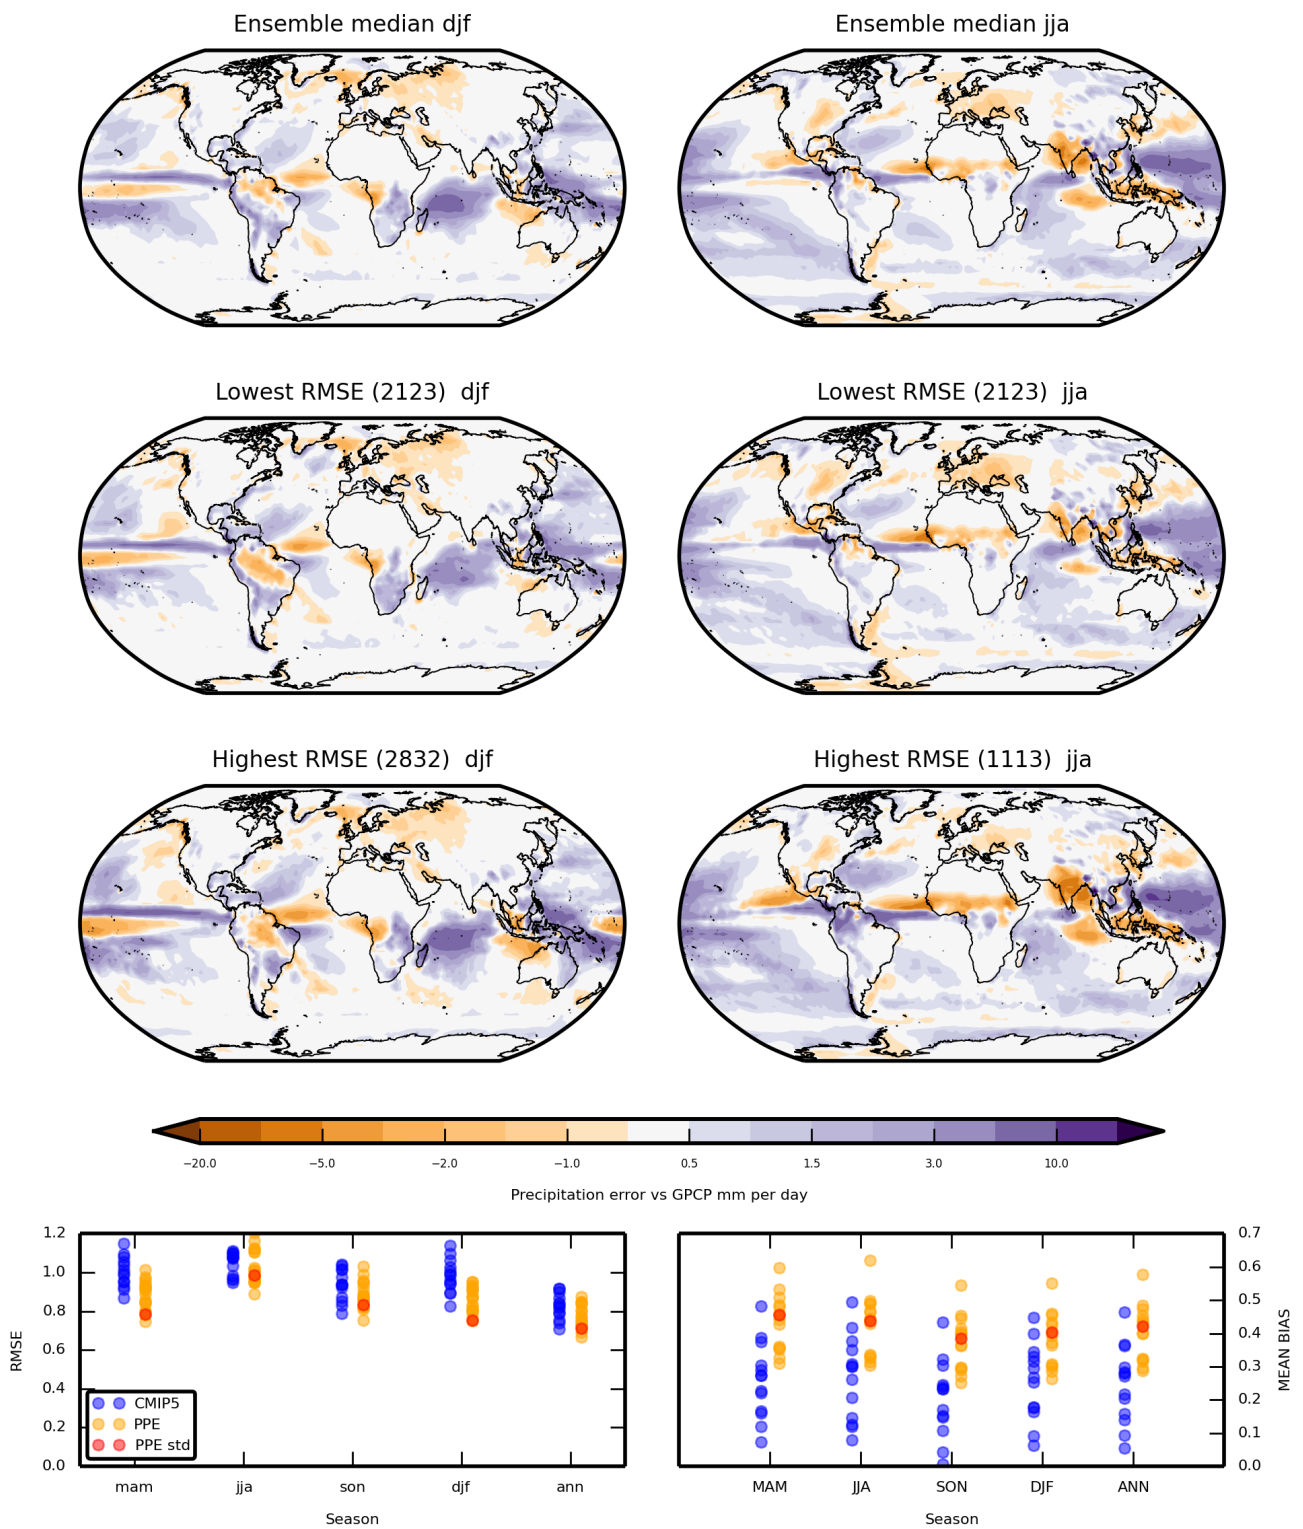 Ensemble median djf
Ensemble median jja
Lowest RMSE (2123)  djf
Lowest RMSE (2123)  jja
Highest RMSE (2832)  djf
Highest RMSE (1113)  jja
−20.0 −5.0 −2.0 −1.0 0.5 1.5 3.0 10.0
Precipitation error vs GPCP mm per day
1.2
1.0
0.8
0.6
0.4
0.2
0.0
RMSE
CMIP5
PPE
PPE std
mam jja son djf ann
Season
0.7
0.6
0.5
0.4
0.3
0.2
0.1
0.0
MEAN BIAS
MAM JJA SON DJF ANN
Season